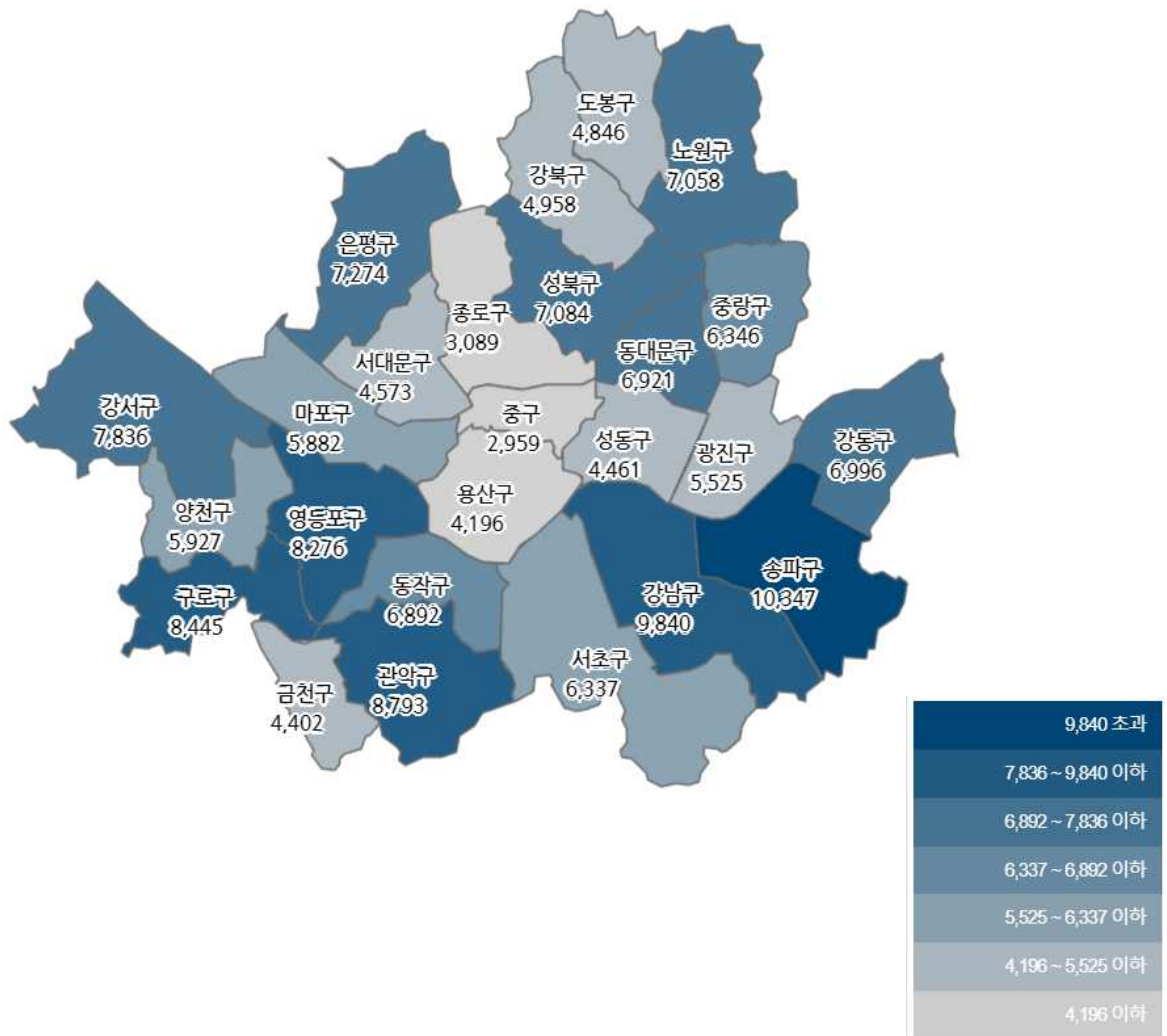 도봉구
4,846
노원구
7,058
강북구
4,958
은평구
7,274
성북구
7,084
중랑구
6,346
종로구
3,089
동대문구
6,921
서대문구
4,573
강서구
7,836
마포구
5,882
중구
2,959
성동구
4,461
광진구
5,525
강동구
6,996
용산구
4,196
양천구
5,927
영등포구
8,276
동작구
6,892
강남구
9,840
송파구
10,347
구로구
8,445
서초구
6,337
관악구
8,793
금천구
4,402
9,840 초과
7,836 ~ 9,840 이하
6,892 ~ 7,836 이하
6,337 ~ 6,892 이하
5,525 ~ 6,337 이하
4,196 ~ 5,525 이하
4,196 이하